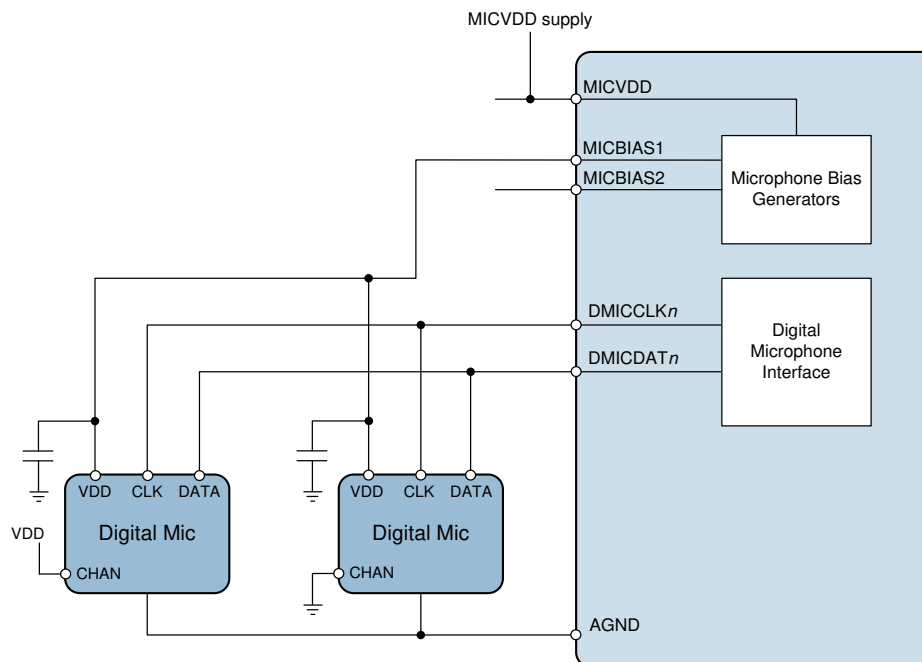 MICVDD supply
MICVDD
MICBIAS1
MICBIAS2
Microphone Bias
Generators
DMICCLKn
DMICDATn
Digital
Microphone
Interface
VDD CLK DATA
Digital Mic
VDD
CHAN
VDD CLK DATA
Digital Mic
CHAN
AGND